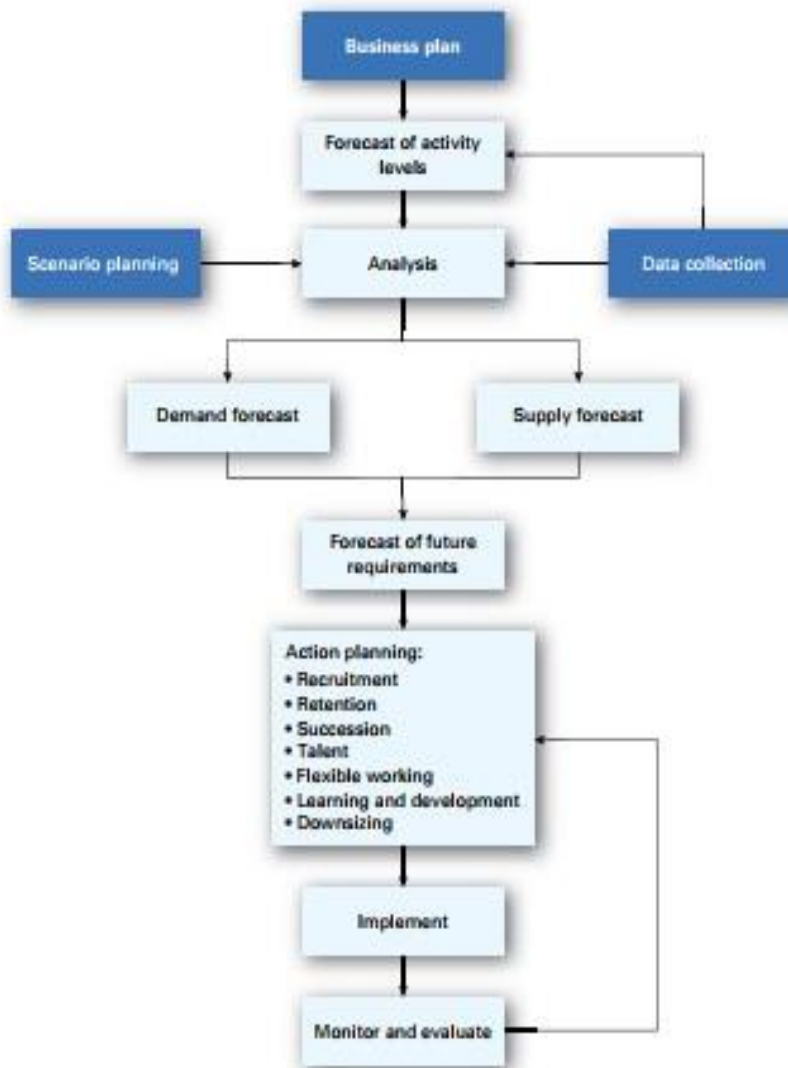 Business plan
Forecast of activity
levels
Scenario planning
Analysis
Data collection
Demand forecast
Supply forecast
Forecast of future
requirements
Action planning:
• Recruitment
• Retention
• Succession
• Talent
• Flexible working
• Learning and development
• Downsizing
Implement
Monitor and evaluate